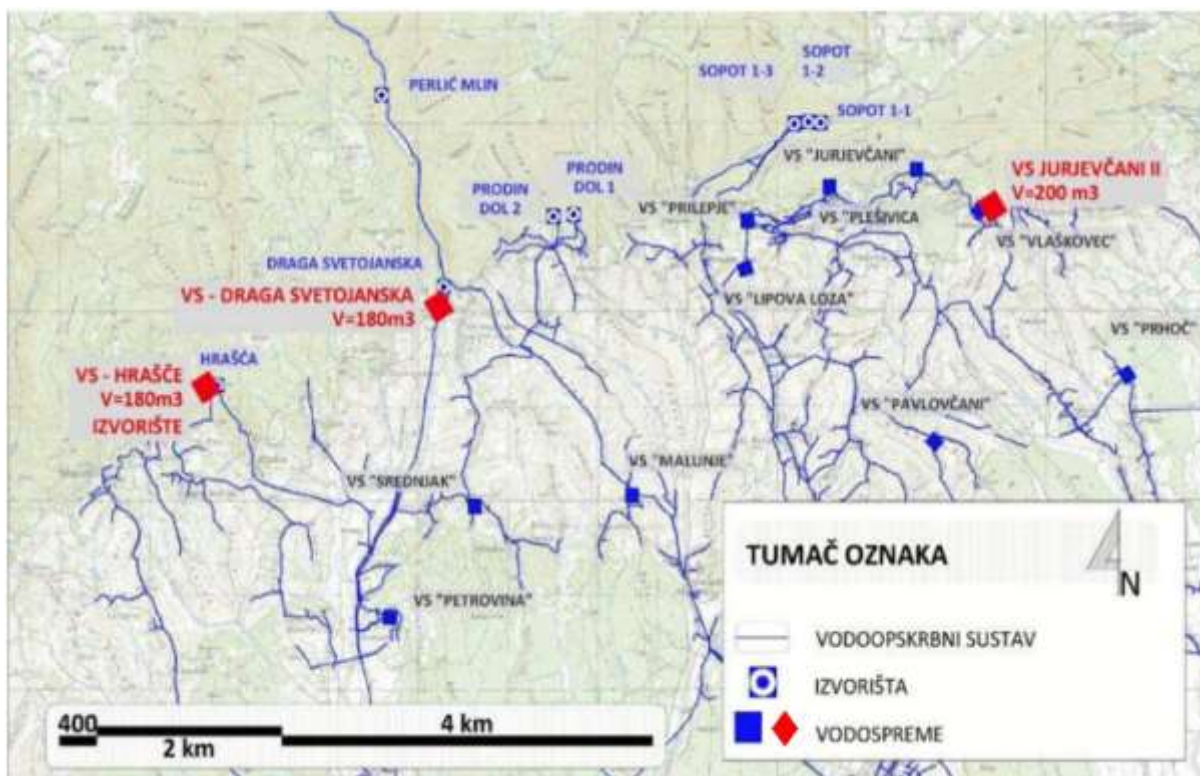 SOPOT
SOPOT 1-3
1-2
PERLIĆ MLIN
SOPOT 1-1
VS "JURJEVČANI"
VS JURJEVČANI II
V=200 m3
PRODIN
DOL 1
PRODIN
DOL 2
VS "PRILEPJE"
VS "PLEŠIVICA
VS "VLAŠKOVEC"
DRAGA SVETOJANSKA
VS - DRAGA SVETOJANSKA
V=180m3
VS "LIPOVA LOZA"
VS "PRHOČ"
HRAŠĆA
VS - HRAŠČE
V=180m3
IZVORIŠTE
VS "PAVLOVČANI"
VS "SREDNJAK"
VS "MALUNJE"
VS "PETROVINA"
TUMAČ OZNAKA
N
VODOOPSKRBNI SUSTAV
IZVORIŠTA
VODOSPREME
400
4 km
2 km